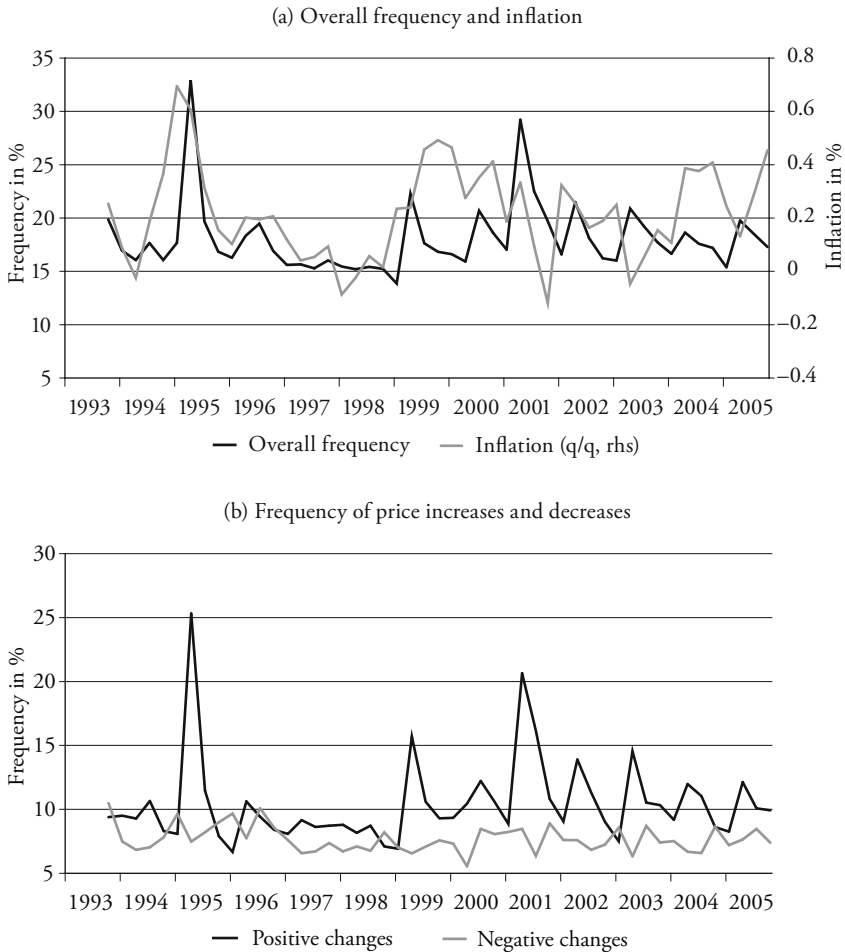 (a) Overall frequency and inflation
35
30
25
20
15
10
5
0.8
0.6
0.4
0.2
0
–0.2
–0.4
Frequency in %
Inflation in %
1993 1994 1995 1996 1997 1998 1999 2000 2001 2002 2003 2004 2005
Overall frequency Inflation (q/q, rhs)
(b) Frequency of price increases and decreases
30
25
20
15
10
5
Frequency in %
1993 1994 1995 1996 1997 1998 1999 2000 2001 2002 2003 2004 2005
Positive changes Negative changes